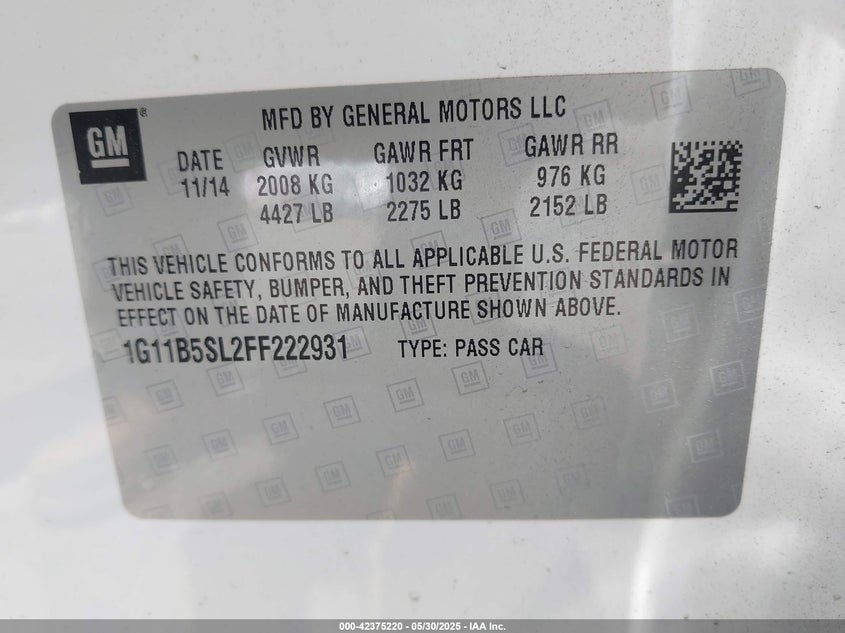 GM®
MFD BY GENERAL MOTORS LLC
DATE GVWR GAWR FRT GAWR RR
11/14 2008 KG 1032 KG 976 KG
4427 LB 2275 LB 2152 LB
THIS VEHICLE CONFORMS TO ALL APPLICABLE U.S. FEDERAL MOTOR
VEHICLE SAFETY, BUMPER, AND THEFT PREVENTION STANDARDS IN
EFFECT ON THE DATE OF MANUFACTURE SHOWN ABOVE.
1G11B5SL2FF222931 TYPE: PASS CAR
000-42375220 - 05/30/2025 - IAA Inc.